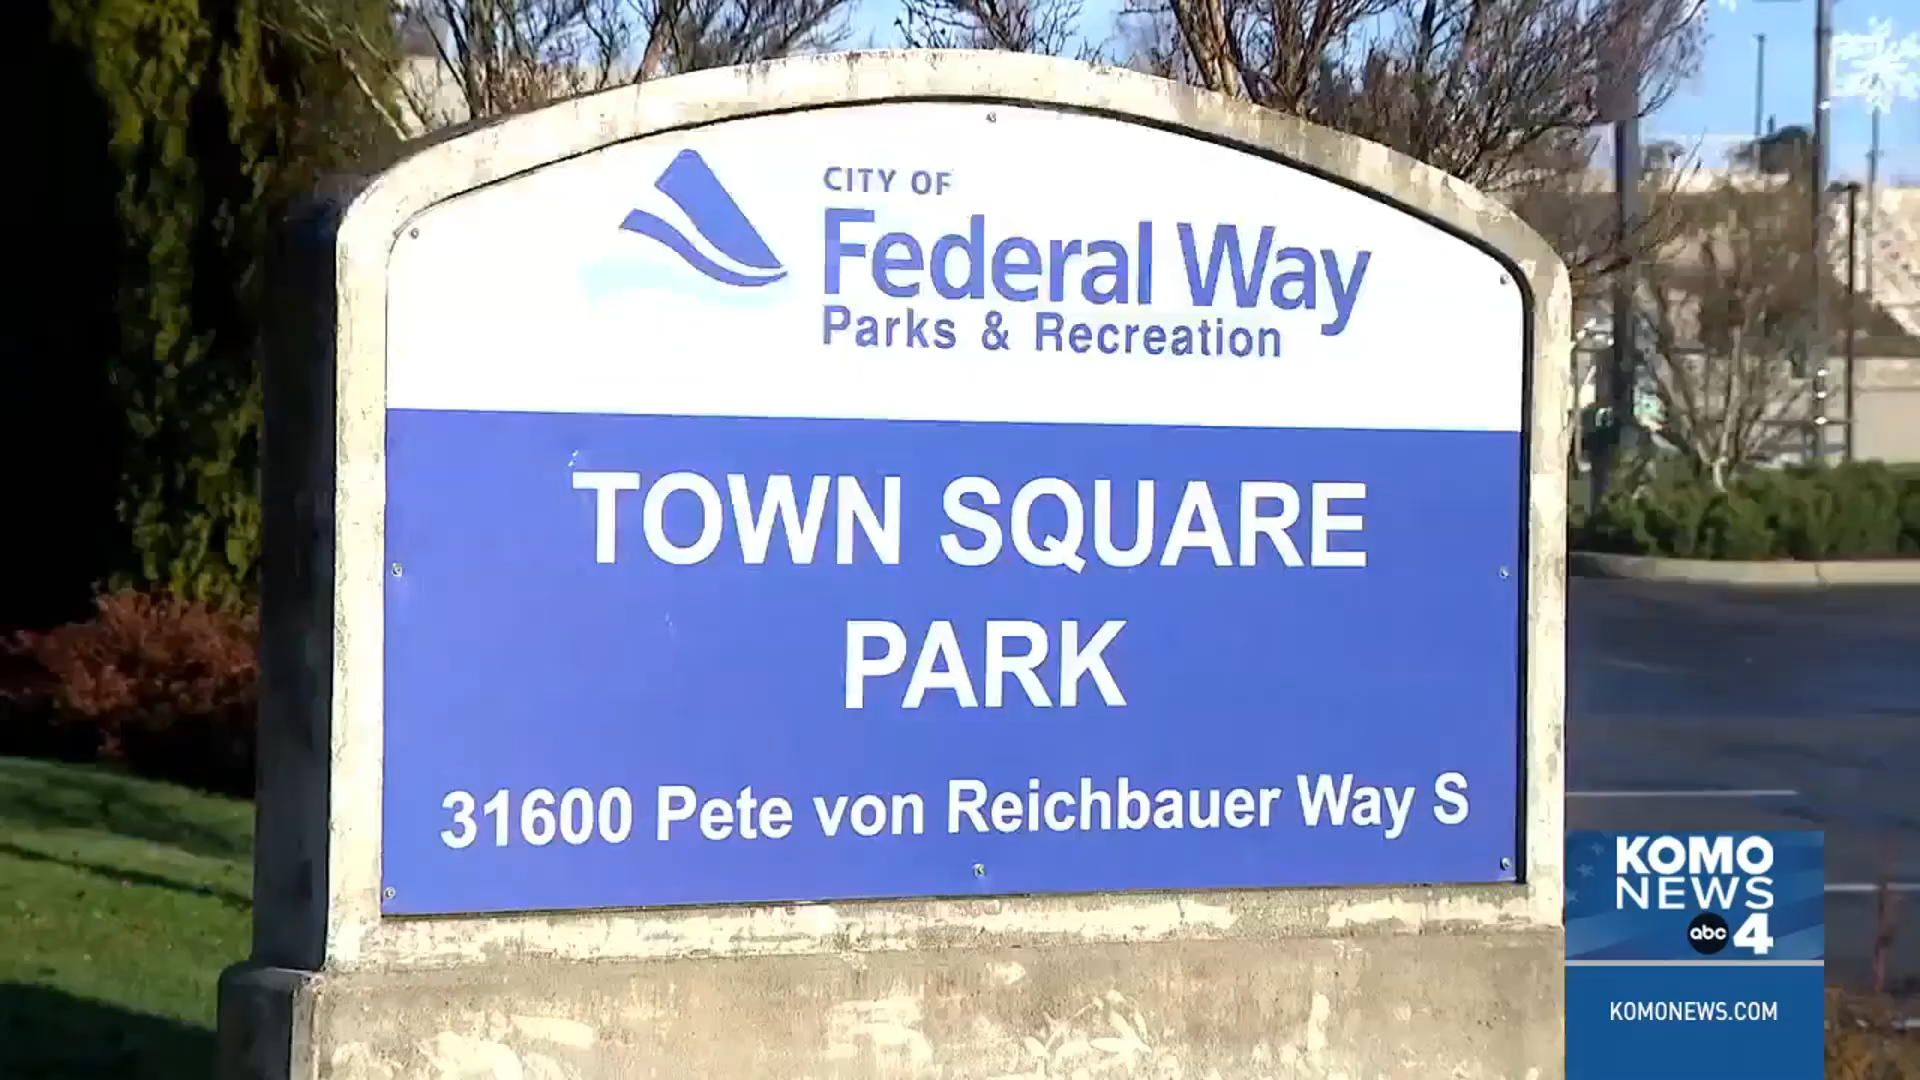 CITY OF
Federal Way
Parks & Recreation
TOWN SQUARE
PARK
31600 Pete von Reichbauer Way S
KOMO
NEWS
abc 4
KOMONEWS.COM